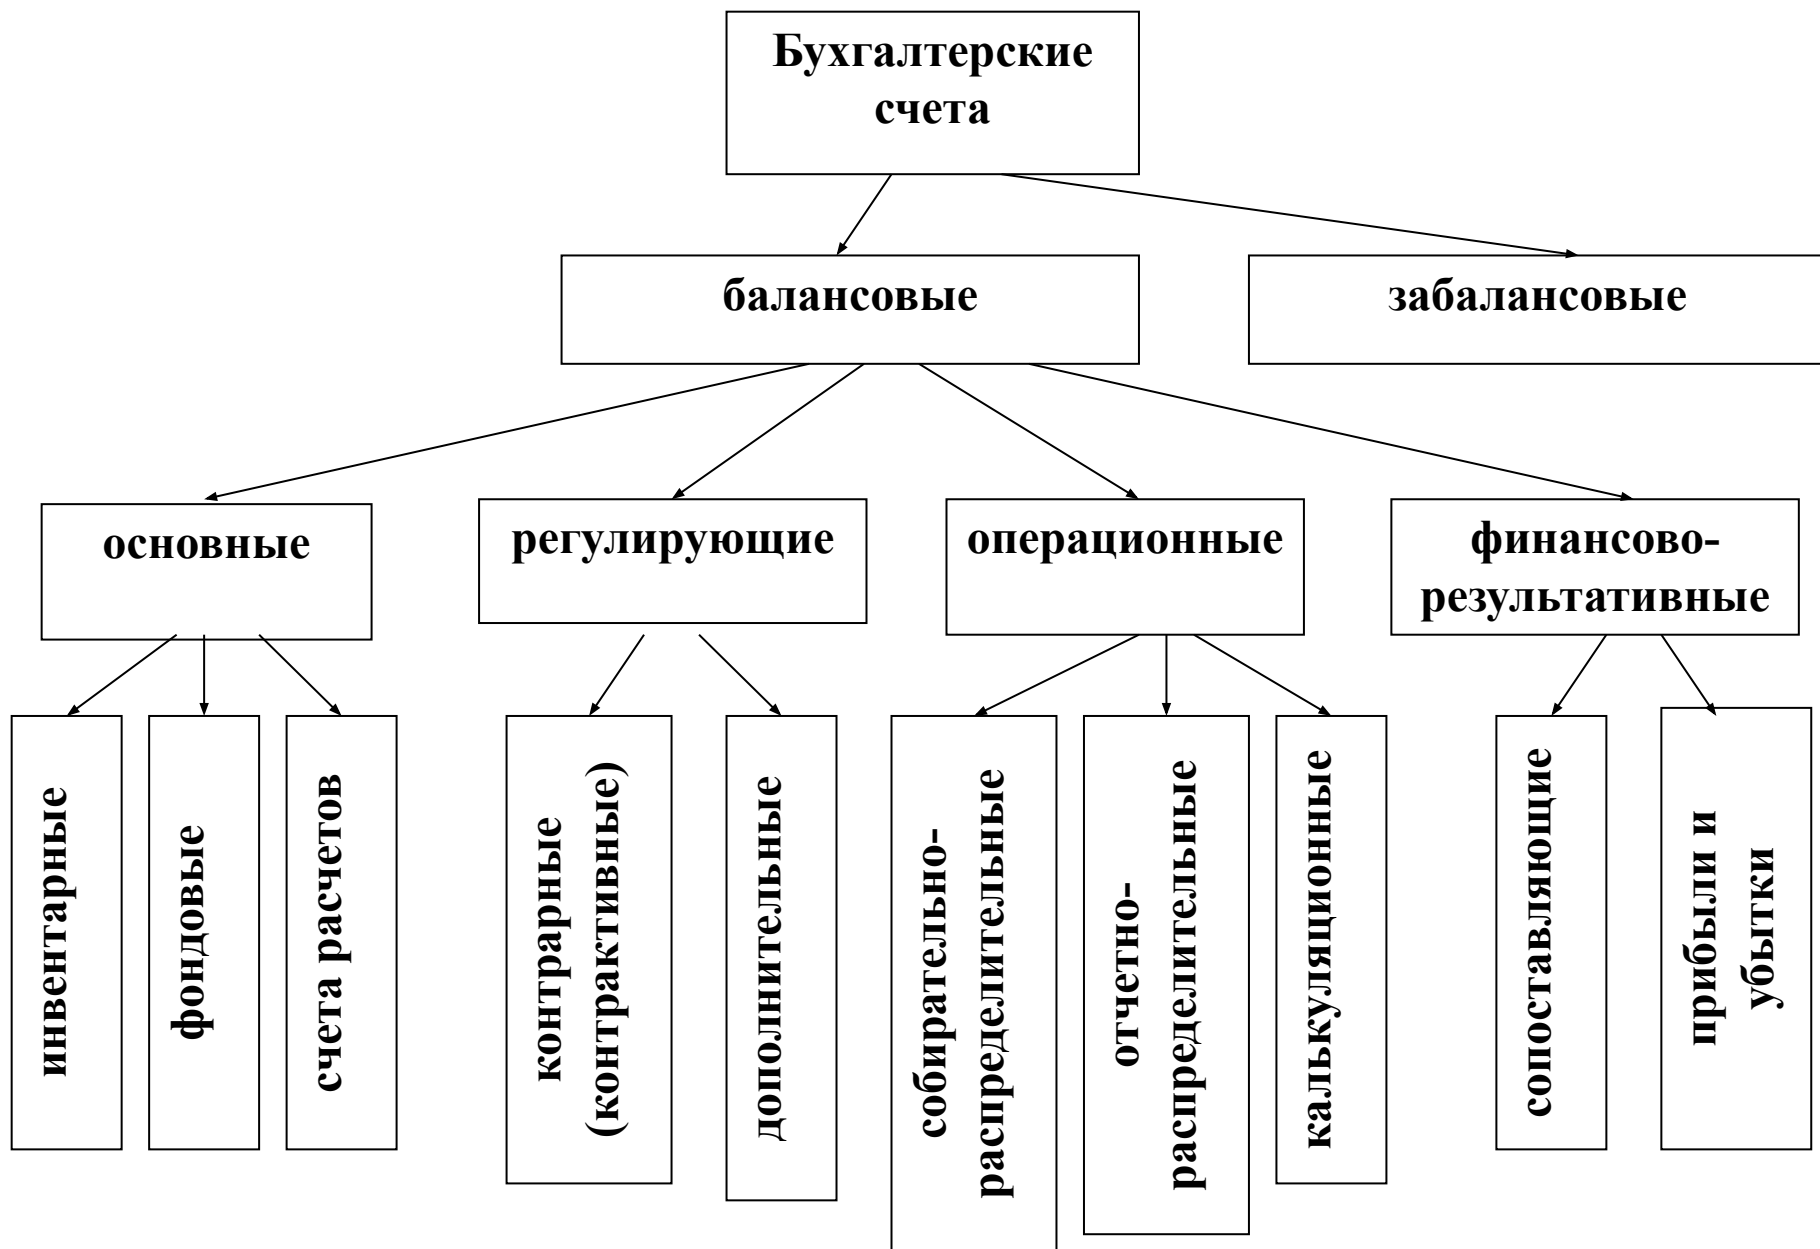 Бухгалтерские
счета
балансовые
забалансовые
основные
регулирующие
операционные
финансово-
результативные
инвентарные
фондовые
счета расчетов
контрарные
(контрактивные)
дополнительные
собирательно-
распределительные
отчетно-
распределительные
калькуляционные
сопоставляющие
прибыли и
убытки